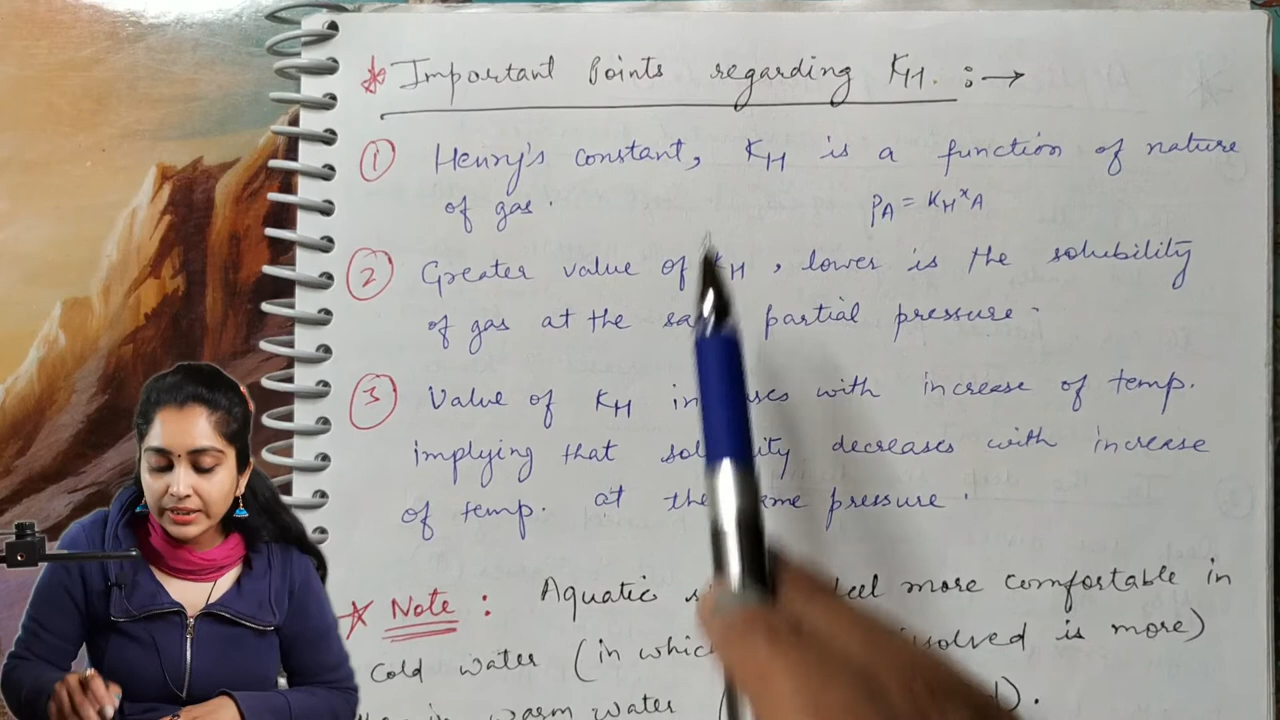 * Important Points regarding KH. :→
① Henry's constant, KH is a function of nature
of gas.
pA = KH xA
② Greater value of KH, lower is the solubility
of gas at the partial pressure.
③ Value of KH with increase of temp.
implying that decreases with increase
of temp. at the pressure.
* Note : Aquatic feel more comfortable in
cold water (in which is more)
warm water